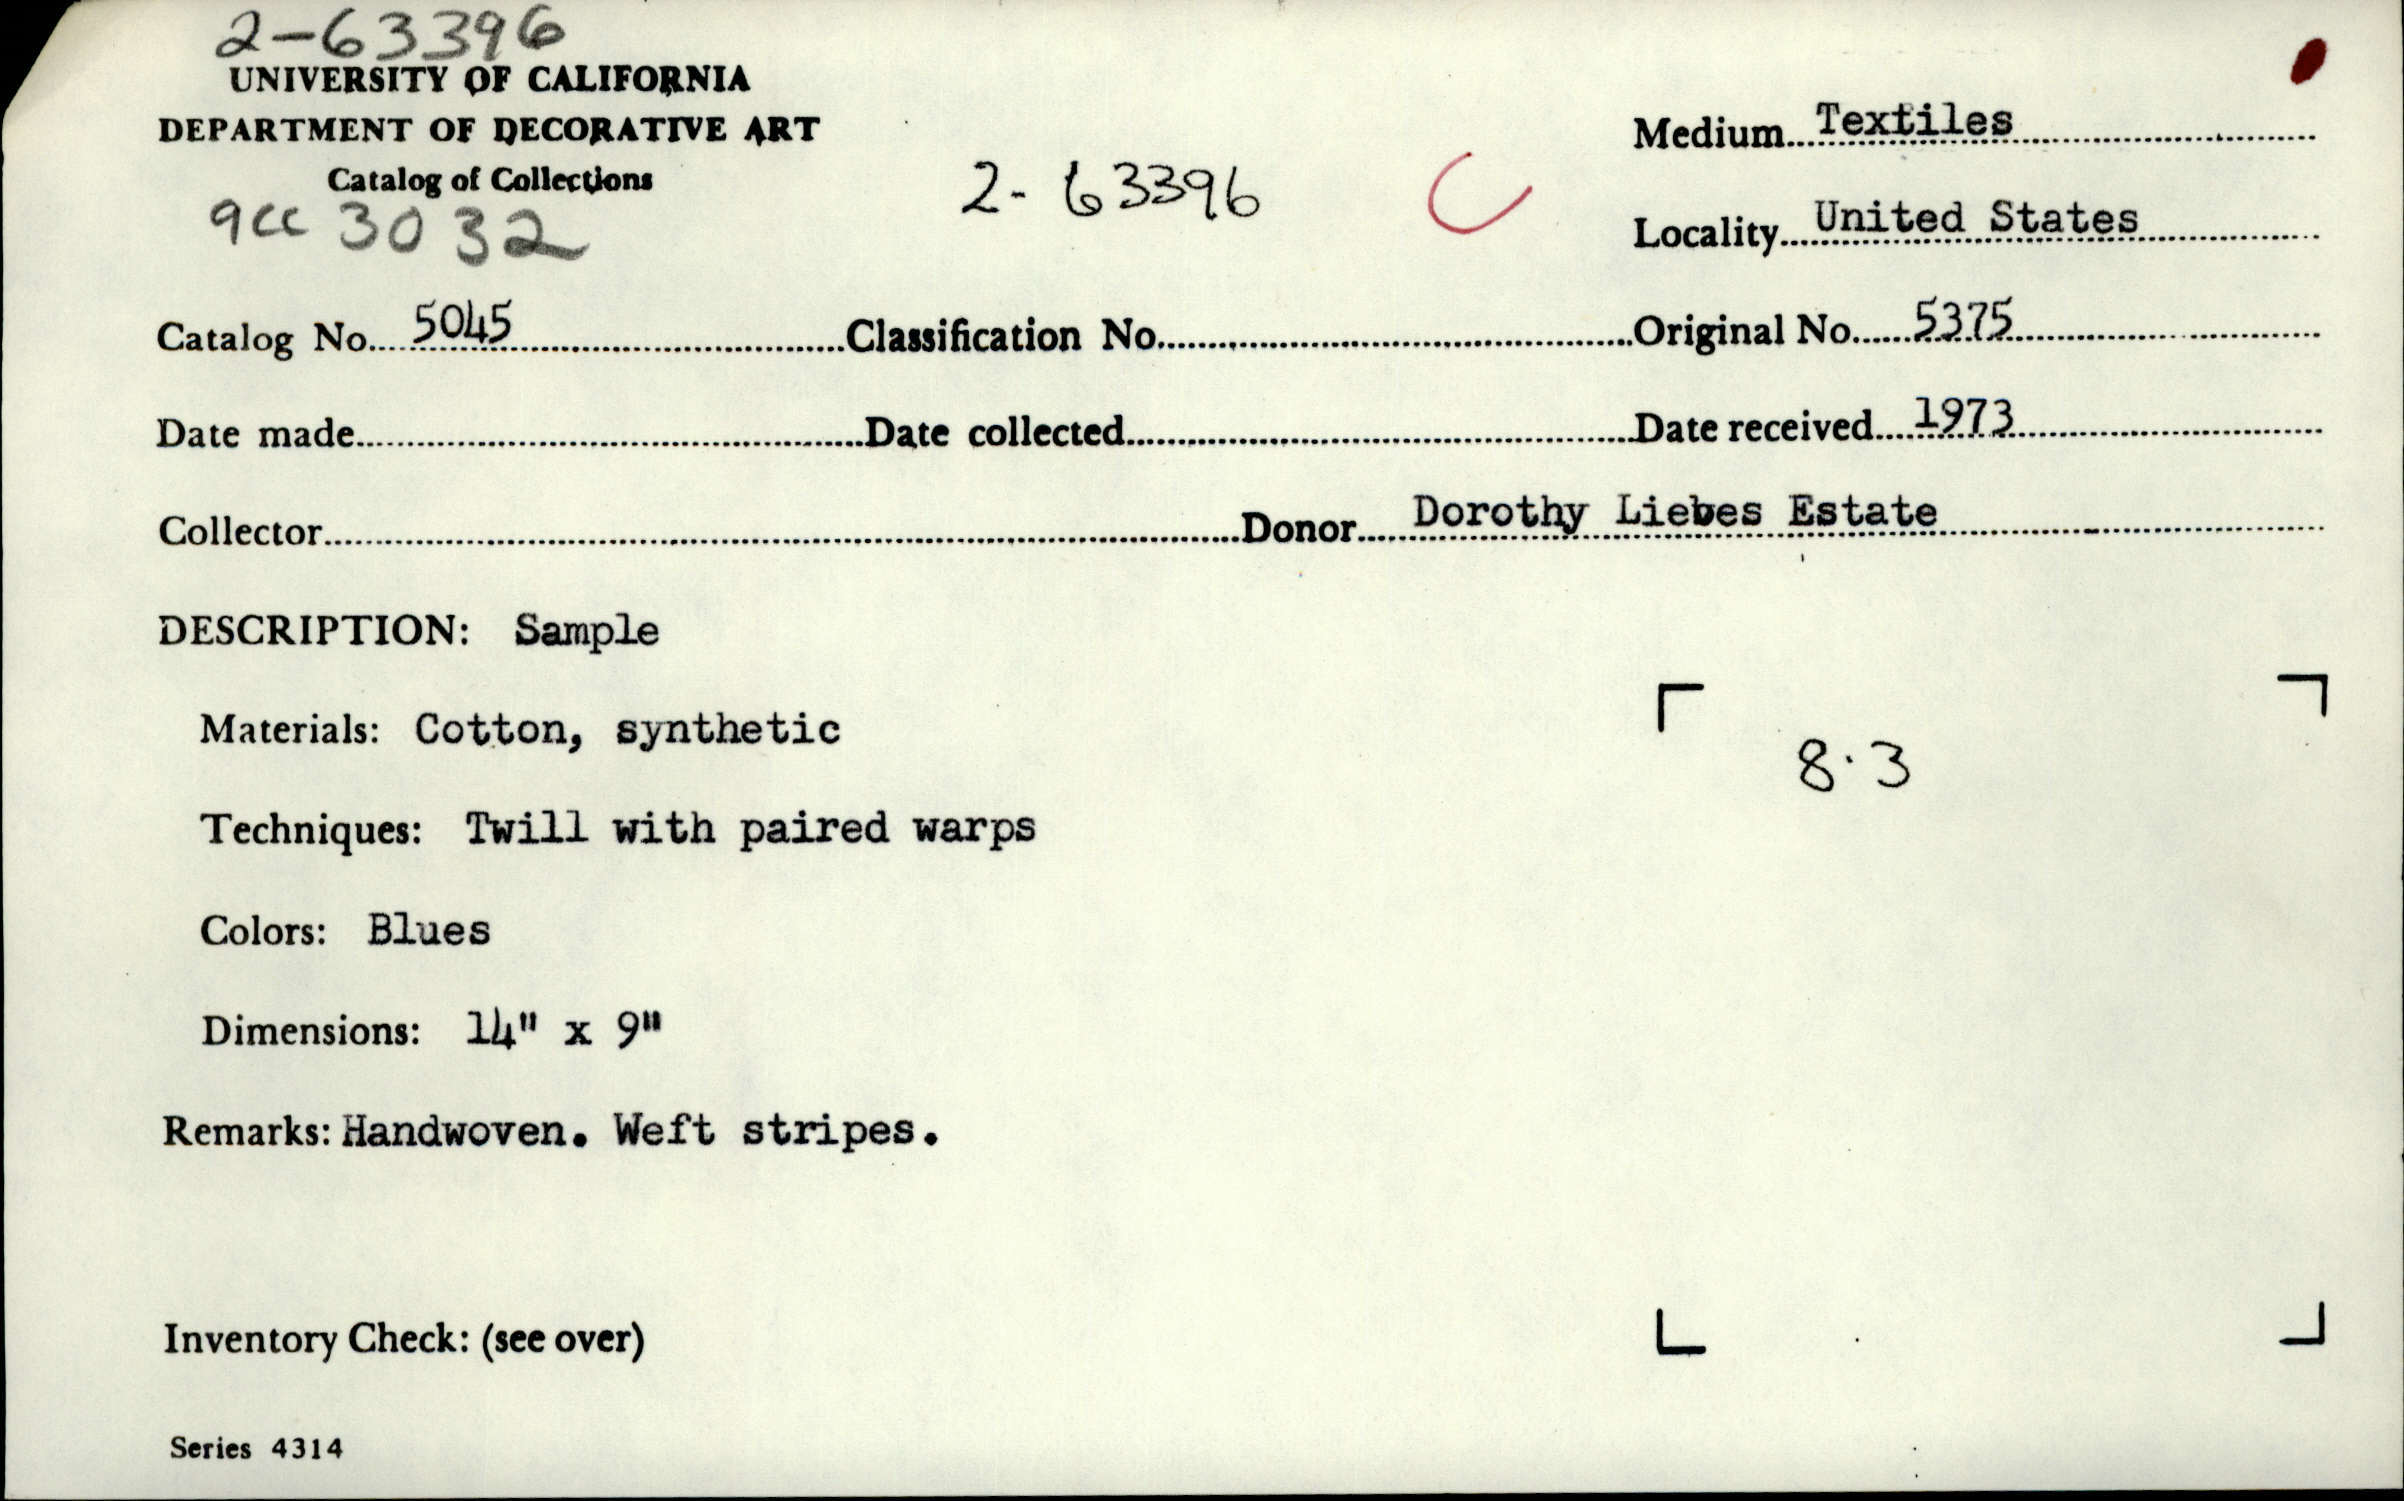 2-63396
UNIVERSITY OF CALIFORNIA
DEPARTMENT OF DECORATIVE ART
Catalog of Collections
acc 3032
2-63396
C
Medium Textiles
Locality United States
Catalog No. 5045 Classification No. Original No. 5375
Date made Date collected Date received 1973
Collector Donor Dorothy Liebes Estate
DESCRIPTION: Sample
Materials: Cotton, synthetic
8.3
Techniques: Twill with paired warps
Colors: Blues
Dimensions: 14" x 9"
Remarks: Handwoven. Weft stripes.
Inventory Check: (see over)
Series 4314